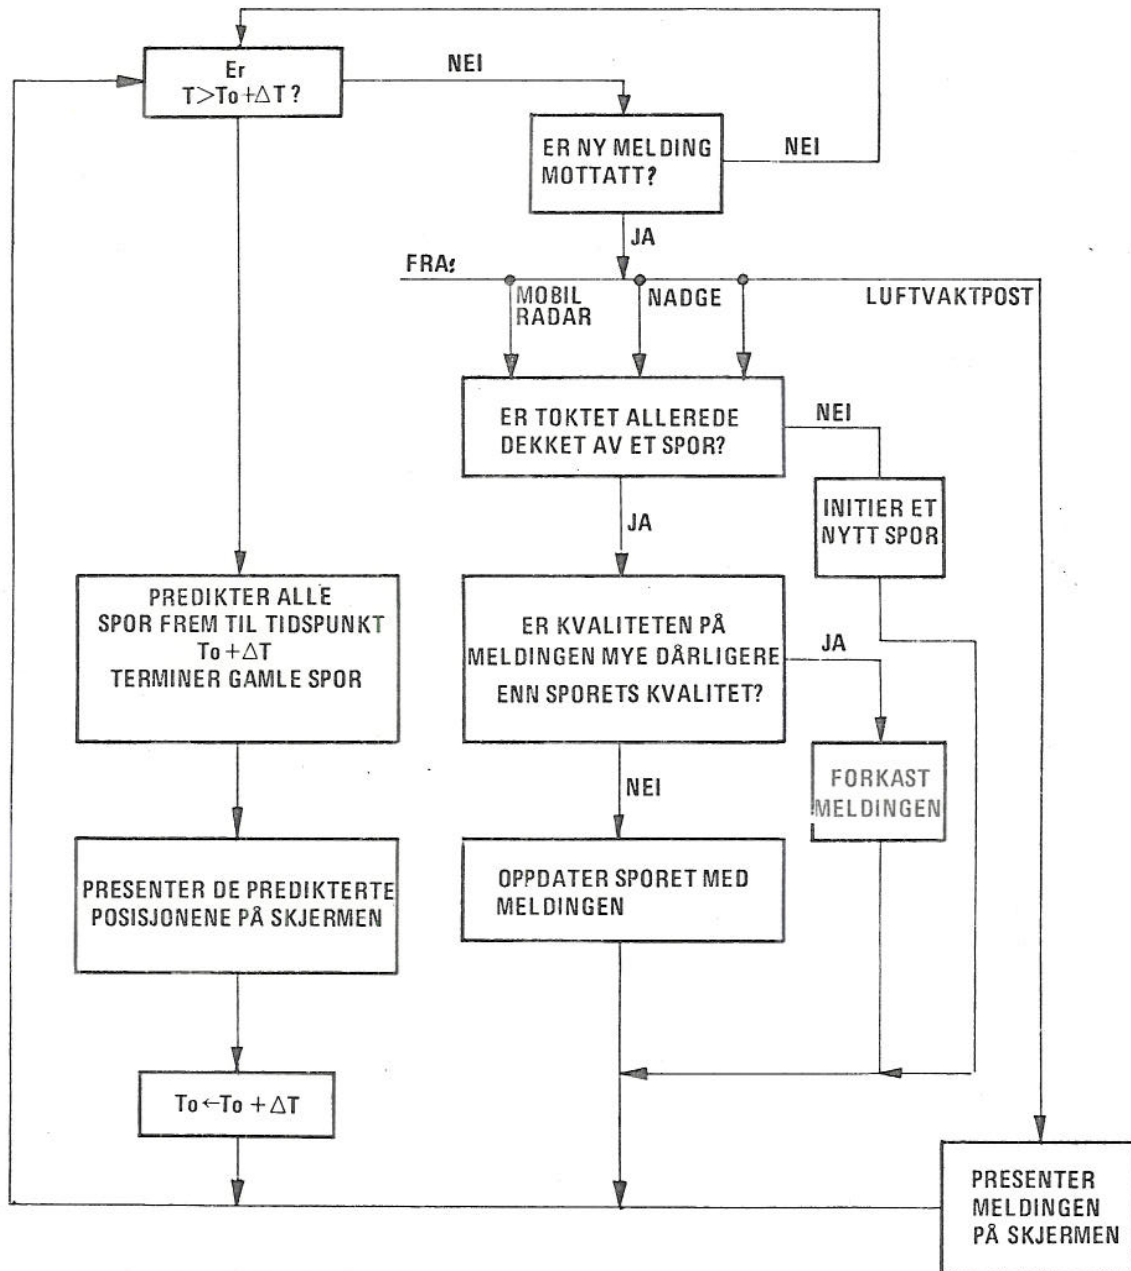 Er
T>To+ΔT?
NEI
ER NY MELDING
MOTTATT?
NEI
JA
FRA:
MOBIL
RADAR
NADGE
LUFTVAKTPOST
ER TOKTET ALLEREDE
DEKKET AV ET SPOR?
NEI
INITIER ET
NYTT SPOR
JA
PREDIKTER ALLE
SPOR FREM TIL TIDSPUNKT
To+ΔT
TERMINER GAMLE SPOR
ER KVALITETEN PÅ
MELDINGEN MYE DÅRLIGERE
ENN SPORETS KVALITET?
JA
FORKAST
MELDINGEN
NEI
PRESENTER DE PREDIKTERTE
POSISJONENE PÅ SKJERMEN
OPPDATER SPORET MED
MELDINGEN
To←To + ΔT
PRESENTER
MELDINGEN
PÅ SKJERMEN